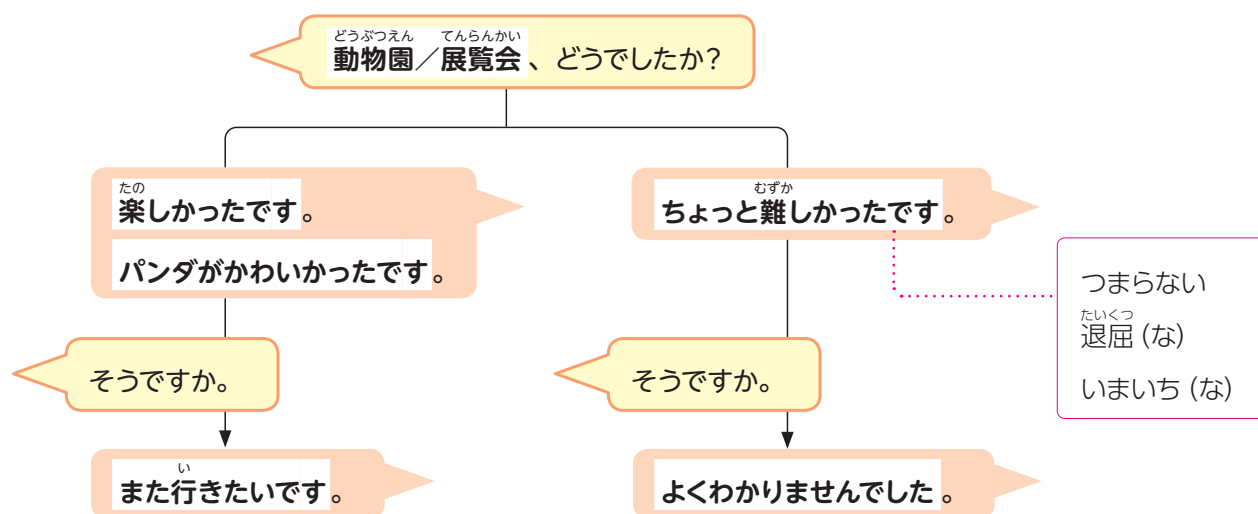 どうぶつえん てんらんかい
動物園／展覧会、どうでしたか？
たの
楽しかったです。
パンダがかわいかったです。
むずか
ちょっと難しかったです。
つまらない
たいくつ
退屈 (な)
いまいち (な)
そうですか。
そうですか。
い
また行きたいです。
よくわかりませんでした。